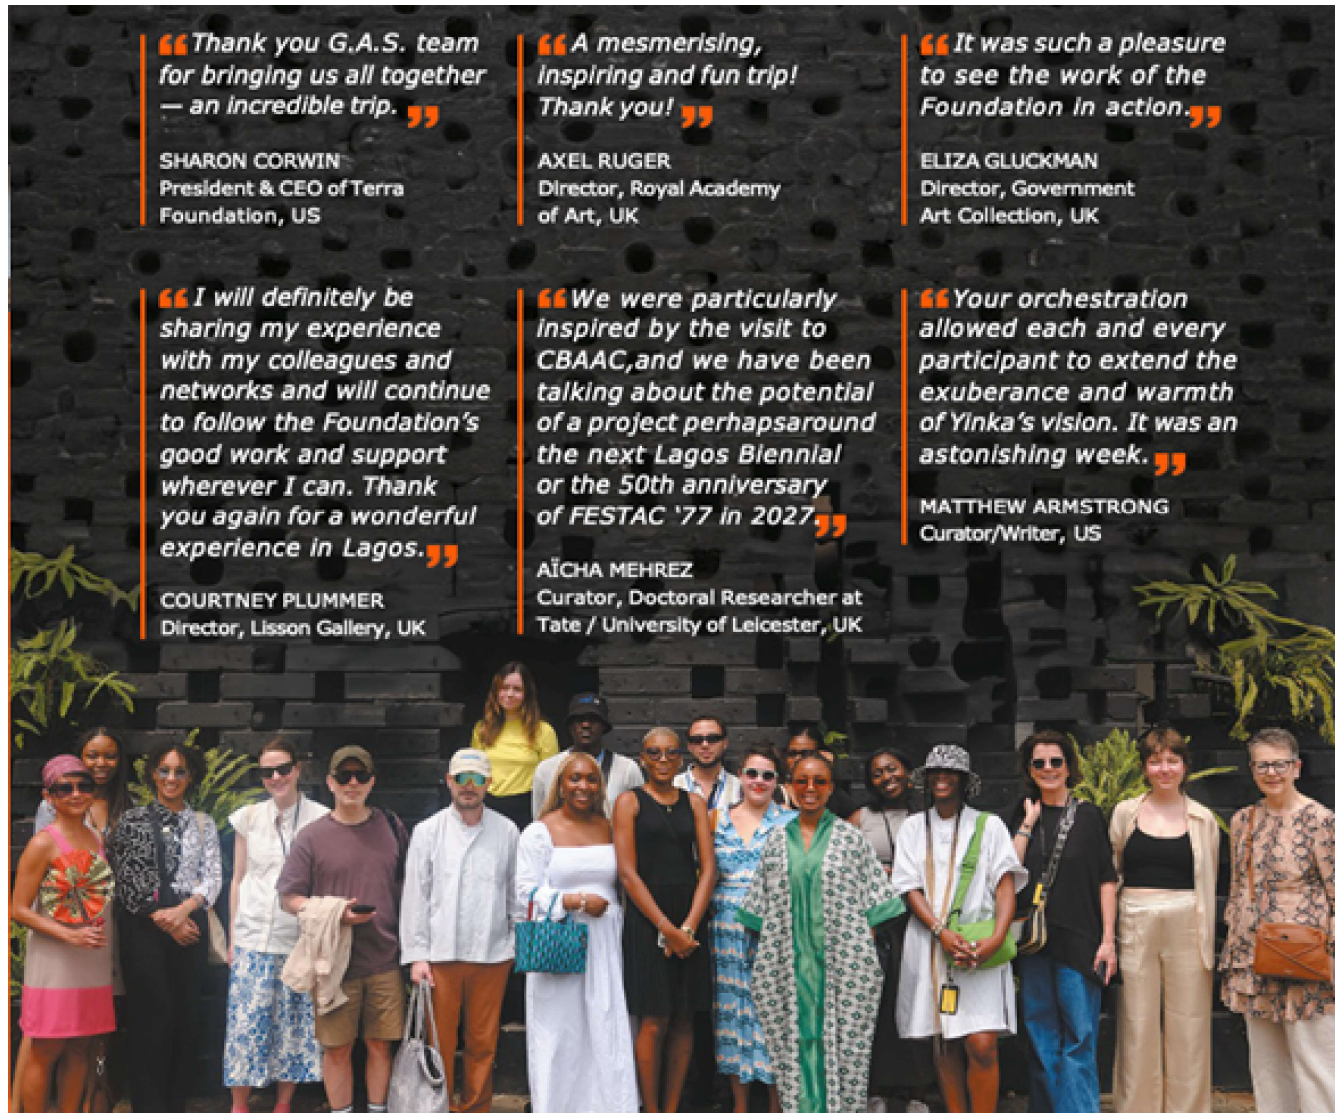 “Thank you G.A.S. team
for bringing us all together
— an incredible trip.”
SHARON CORWIN
President & CEO of Terra
Foundation, US
“A mesmerising,
inspiring and fun trip!
Thank you!”
AXEL RUGER
Director, Royal Academy
of Art, UK
“It was such a pleasure
to see the work of the
Foundation in action.”
ELIZA GLUCKMAN
Director, Government
Art Collection, UK
“I will definitely be
sharing my experience
with my colleagues and
networks and will continue
to follow the Foundation’s
good work and support
wherever I can. Thank
you again for a wonderful
experience in Lagos.”
COURTNEY PLUMMER
Director, Lisson Gallery, UK
“We were particularly
inspired by the visit to
CBAAC,and we have been
talking about the potential
of a project perhapsaround
the next Lagos Biennial
or the 50th anniversary
of FESTAC ‘77 in 2027.”
AÏCHA MEHREZ
Curator, Doctoral Researcher at
Tate / University of Leicester, UK
“Your orchestration
allowed each and every
participant to extend the
exuberance and warmth
of Yinka’s vision. It was an
astonishing week.”
MATTHEW ARMSTRONG
Curator/Writer, US